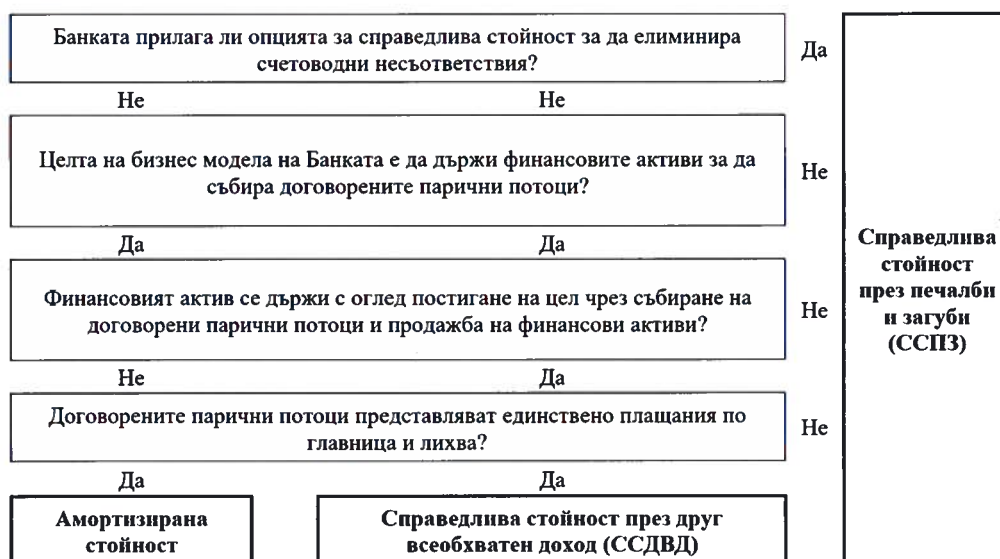 Банката прилага ли опцията за справедлива стойност за да елиминира
счетоводни несъответствия?
Да
Не
Не
Целта на бизнес модела на Банката е да държи финансовите активи за да
събира договорените парични потоци?
Не
Да
Да
Финансовият актив се държи с оглед постигане на цел чрез събиране на
договорени парични потоци и продажба на финансови активи?
Не
Не
Да
Договорените парични потоци представляват единствено плащания по
главница и лихва?
Не
Да
Да
Амортизирана
стойност
Справедлива стойност през друг
всеобхватен доход (ССДВД)
Справедлива
стойност
през печалби
и загуби
(ССПЗ)